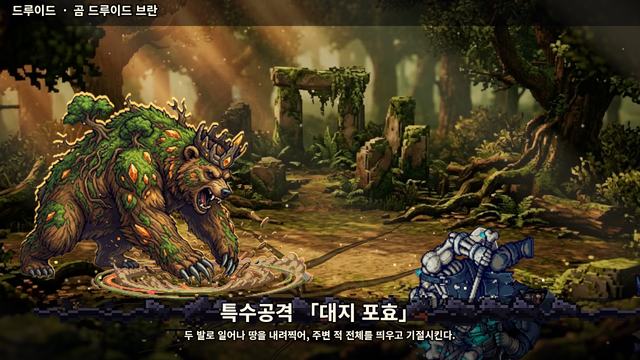 드루이드 · 곰 드루이드 브란
특수공격 「대지 포효」
두 발로 일어나 땅을 내려찍어, 주변 적 전체를 띄우고 기절시킨다.